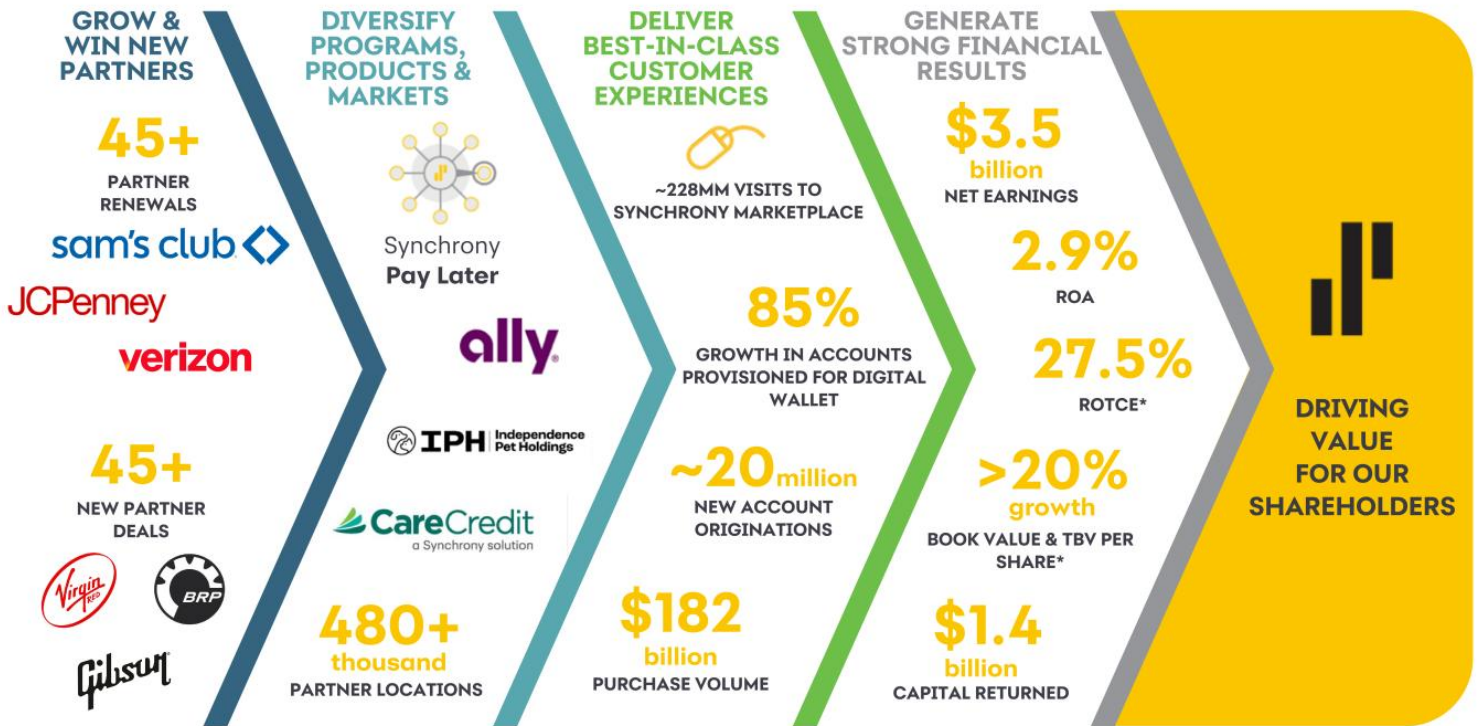 GROW &
WIN NEW
PARTNERS
45+
PARTNER
RENEWALS
sam's club
JCPenney
verizon
45+
NEW PARTNER
DEALS
Virgin
RED
BRP
Gibson
DIVERSIFY
PROGRAMS,
PRODUCTS &
MARKETS
Synchrony
Pay Later
ally
IPH Independence
Pet Holdings
CareCredit
a Synchrony solution
480+
thousand
PARTNER LOCATIONS
DELIVER
BEST-IN-CLASS
CUSTOMER
EXPERIENCES
~228MM VISITS TO
SYNCHRONY MARKETPLACE
85%
GROWTH IN ACCOUNTS
PROVISIONED FOR DIGITAL
WALLET
~20 million
NEW ACCOUNT
ORIGINATIONS
$182
billion
PURCHASE VOLUME
GENERATE
STRONG FINANCIAL
RESULTS
$3.5
billion
NET EARNINGS
2.9%
ROA
27.5%
ROTCE*
>20%
growth
BOOK VALUE & TBV PER
SHARE*
$1.4
billion
CAPITAL RETURNED
DRIVING
VALUE
FOR OUR
SHAREHOLDERS